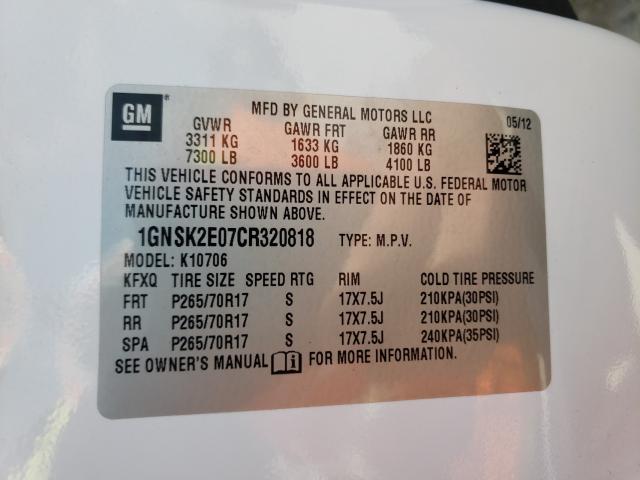 GM
MFD BY GENERAL MOTORS LLC
05/12
GVWR GAWR FRT GAWR RR
3311 KG 1633 KG 1860 KG
7300 LB 3600 LB 4100 LB
THIS VEHICLE CONFORMS TO ALL APPLICABLE U.S. FEDERAL MOTOR
VEHICLE SAFETY STANDARDS IN EFFECT ON THE DATE OF
MANUFACTURE SHOWN ABOVE.
1GNSK2E07CR320818 TYPE: M.P.V.
MODEL: K10706
KFXQ TIRE SIZE SPEED RTG RIM COLD TIRE PRESSURE
FRT P265/70R17 S 17X7.5J 210KPA(30PSI)
RR P265/70R17 S 17X7.5J 210KPA(30PSI)
SPA P265/70R17 S 17X7.5J 240KPA(35PSI)
SEE OWNER'S MANUAL FOR MORE INFORMATION.